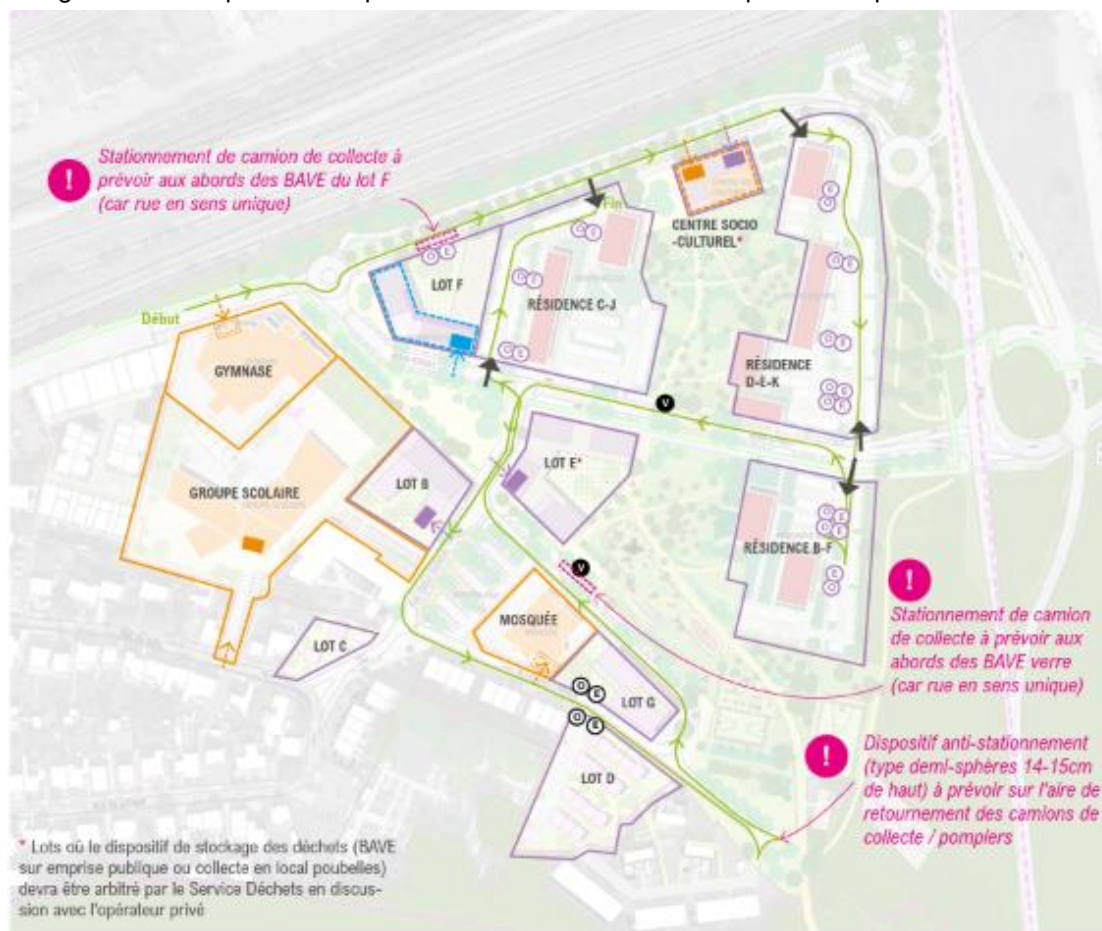 !
Stationnement de camion de collecte à
prévoir aux abords des BAVE du lot F
(car rue en sens unique)
Début
Fin
CENTRE SOCIO
-CULTUREL*
LOT F
O E
RÉSIDENCE C-J
O E
O E
O E
GYMNASE
O E
O E
O E
RÉSIDENCE
D-E-K
V
LOT E*
LOT B
GROUPE SCOLAIRE
RÉSIDENCE B-F
V
!
Stationnement de camion
de collecte à prévoir aux
abords des BAVE verre
(car rue en sens unique)
MOSQUÉE
LOT C
O E
LOT G
O E
LOT D
!
Dispositif anti-stationnement
(type demi-sphères 14-15cm
de haut) à prévoir sur l'aire de
retournement des camions de
collecte / pompiers
* Lots où le dispositif de stockage des déchets (BAVE
sur emprise publique ou collecte en local poubelles)
devra être arbitré par le Service Déchets en discus-
sion avec l'opérateur privé